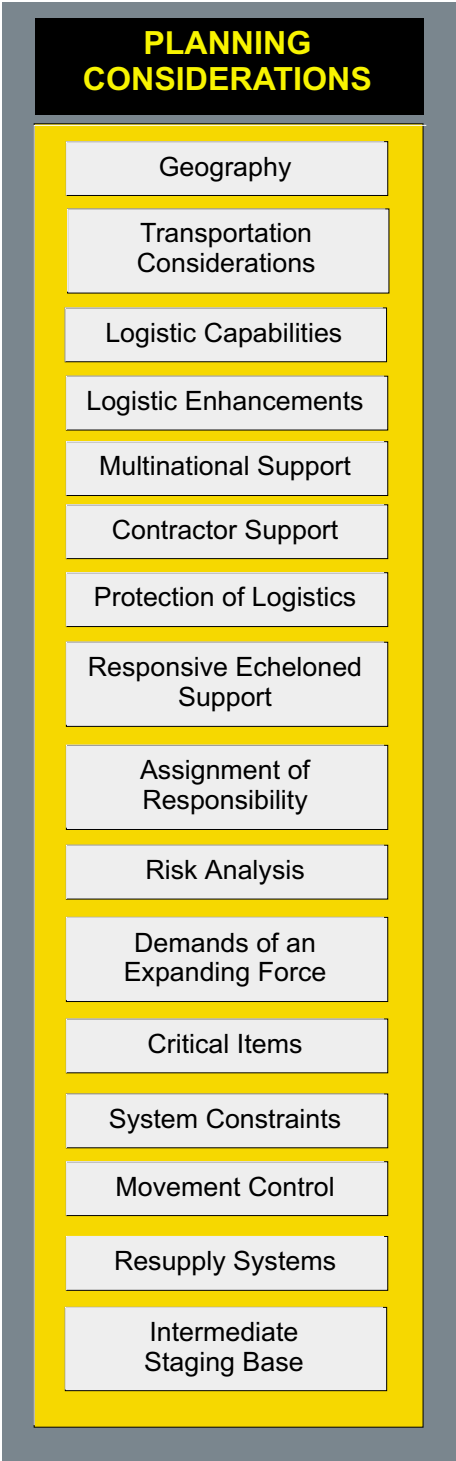 PLANNING
CONSIDERATIONS
Geography
Transportation
Considerations
Logistic Capabilities
Logistic Enhancements
Multinational Support
Contractor Support
Protection of Logistics
Responsive Echeloned
Support
Assignment of
Responsibility
Risk Analysis
Demands of an
Expanding Force
Critical Items
System Constraints
Movement Control
Resupply Systems
Intermediate
Staging Base